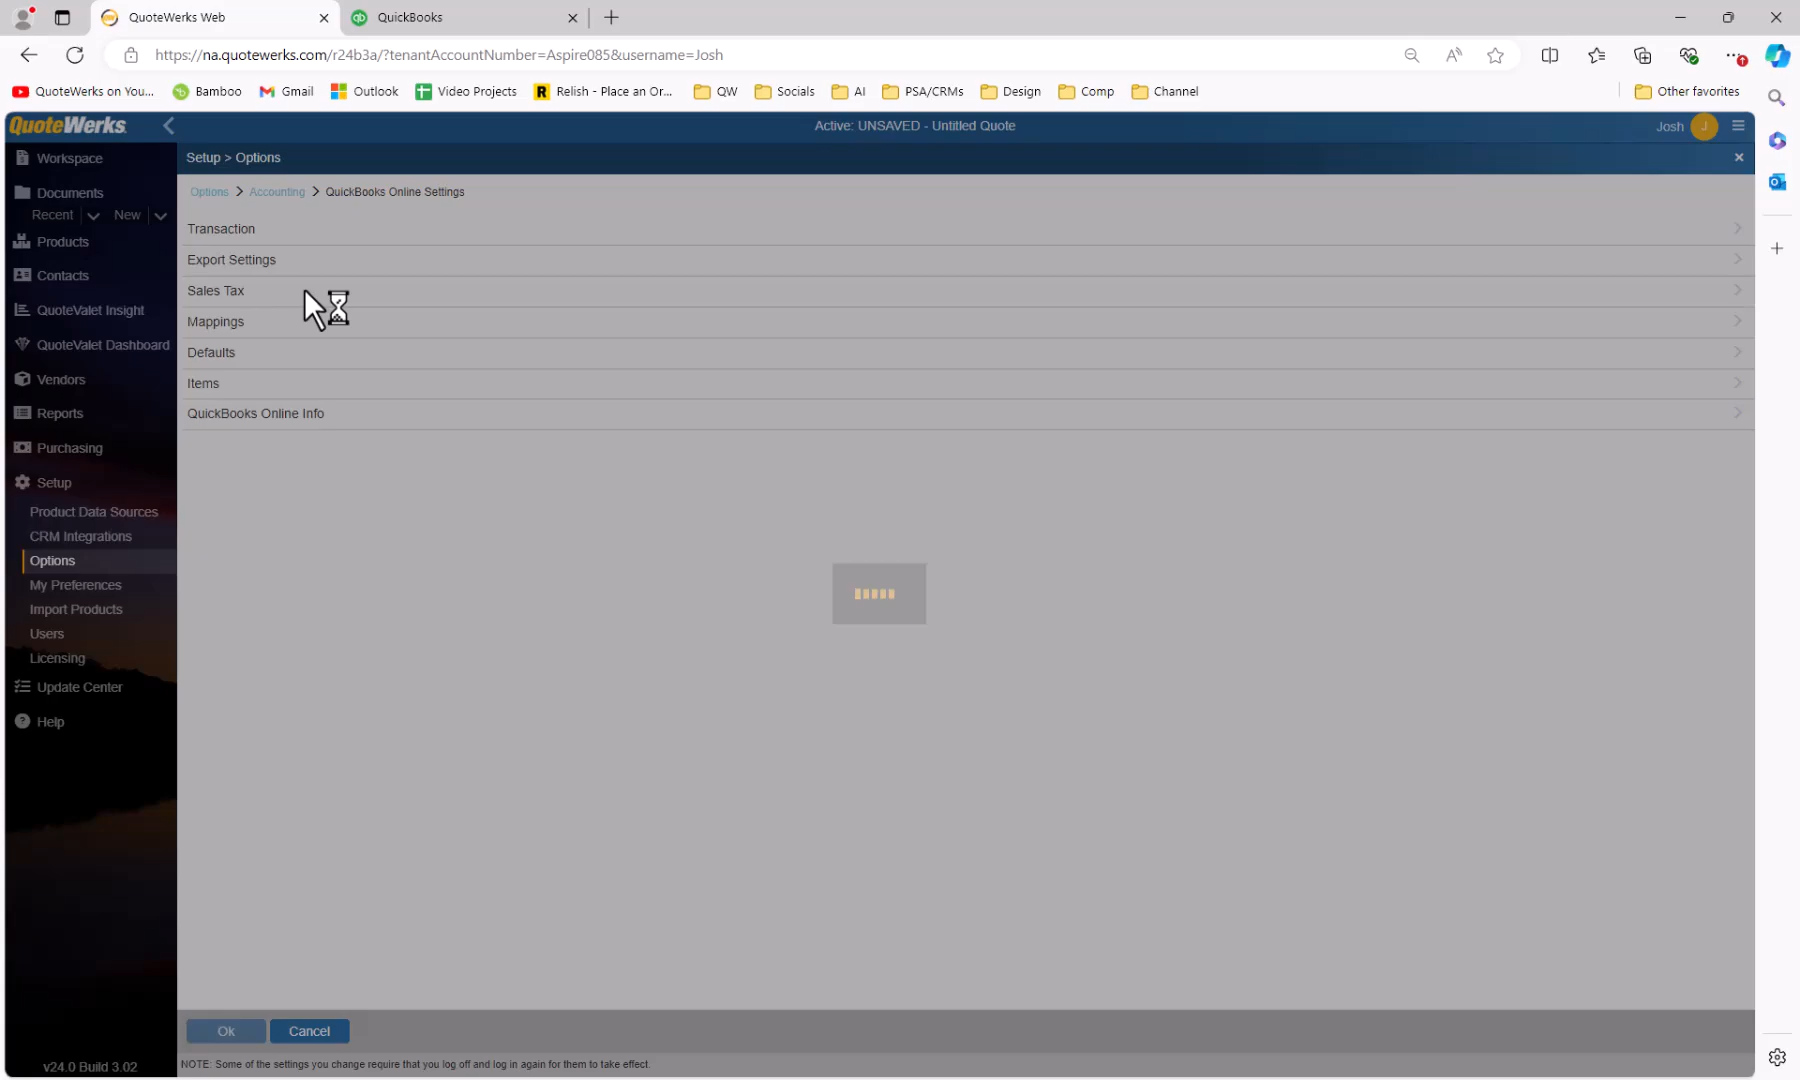 QuoteWerks Web
QuickBooks
https://na.quotewerks.com/r24b3a/?tenantAccountNumber=Aspire085&username=Josh
QuoteWerks on You...
Bamboo
Gmail
Outlook
Video Projects
Relish - Place an Or...
QW
Socials
AI
PSA/CRMs
Design
Comp
Channel
Other favorites
QuoteWerks
Active: UNSAVED - Untitled Quote
Josh
J
Workspace
Documents
Recent
New
Products
Contacts
QuoteValet Insight
QuoteValet Dashboard
Vendors
Reports
Purchasing
Setup
Product Data Sources
CRM Integrations
Options
My Preferences
Import Products
Users
Licensing
Update Center
Help
v24.0 Build 3.02
Setup > Options
Options > Accounting > QuickBooks Online Settings
Transaction
Export Settings
Sales Tax
Mappings
Defaults
Items
QuickBooks Online Info
Ok
Cancel
NOTE: Some of the settings you change require that you log off and log in again for them to take effect.